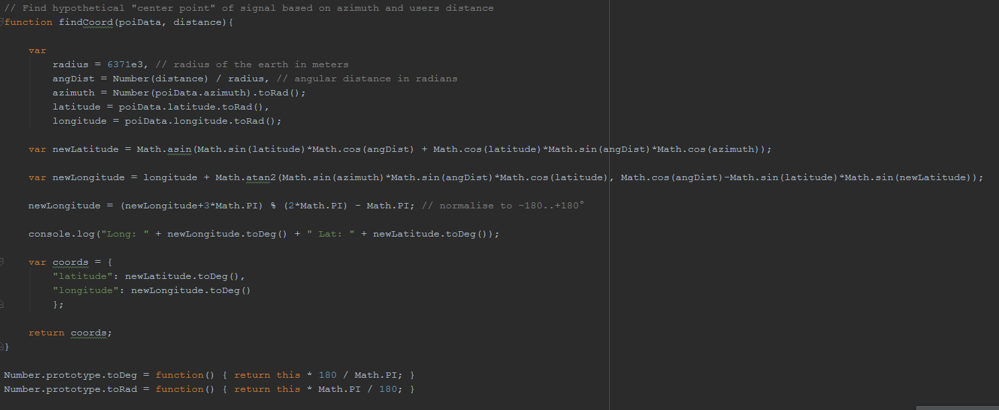 // Find hypothetical "center point" of signal based on azimuth and users distance
function findCoord(poiData, distance){
var
radius = 6371e3, // radius of the earth in meters
angDist = Number(distance) / radius, // angular distance in radians
azimuth = Number(poiData.azimuth).toRad();
latitude = poiData.latitude.toRad(),
longitude = poiData.longitude.toRad();
var newLatitude = Math.asin(Math.sin(latitude)*Math.cos(angDist) + Math.cos(latitude)*Math.sin(angDist)*Math.cos(azimuth));
var newLongitude = longitude + Math.atan2(Math.sin(azimuth)*Math.sin(angDist)*Math.cos(latitude), Math.cos(angDist)-Math.sin(latitude)*Math.sin(newLatitude));
newLongitude = (newLongitude+3*Math.PI) % (2*Math.PI) - Math.PI; // normalise to -180..+180°
console.log("Long: " + newLongitude.toDeg() + " Lat: " + newLatitude.toDeg());
var coords = {
"latitude": newLatitude.toDeg(),
"longitude": newLongitude.toDeg()
};
return coords;
}
Number.prototype.toDeg = function() { return this * 180 / Math.PI; }
Number.prototype.toRad = function() { return this * Math.PI / 180; }